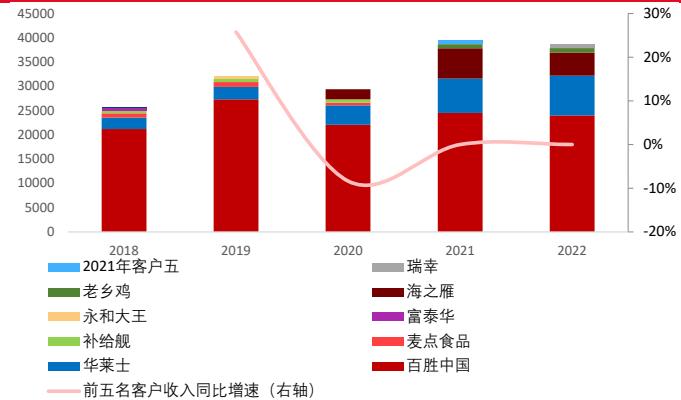 45000 30%
40000
35000 20%
30000
25000 10%
20000 0%
15000
10000 -10%
5000
0 -20%
2018 2019 2020 2021 2022
2021年客户五 瑞幸
老乡鸡 海之雁
永和大王 富泰华
补给舰 麦点食品
华莱士 百胜中国
前五名客户收入同比增速（右轴）